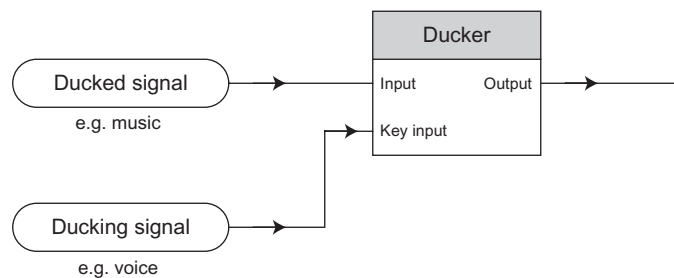 Ducker
Ducked signal
Input
Output
e.g. music
Key input
Ducking signal
e.g. voice